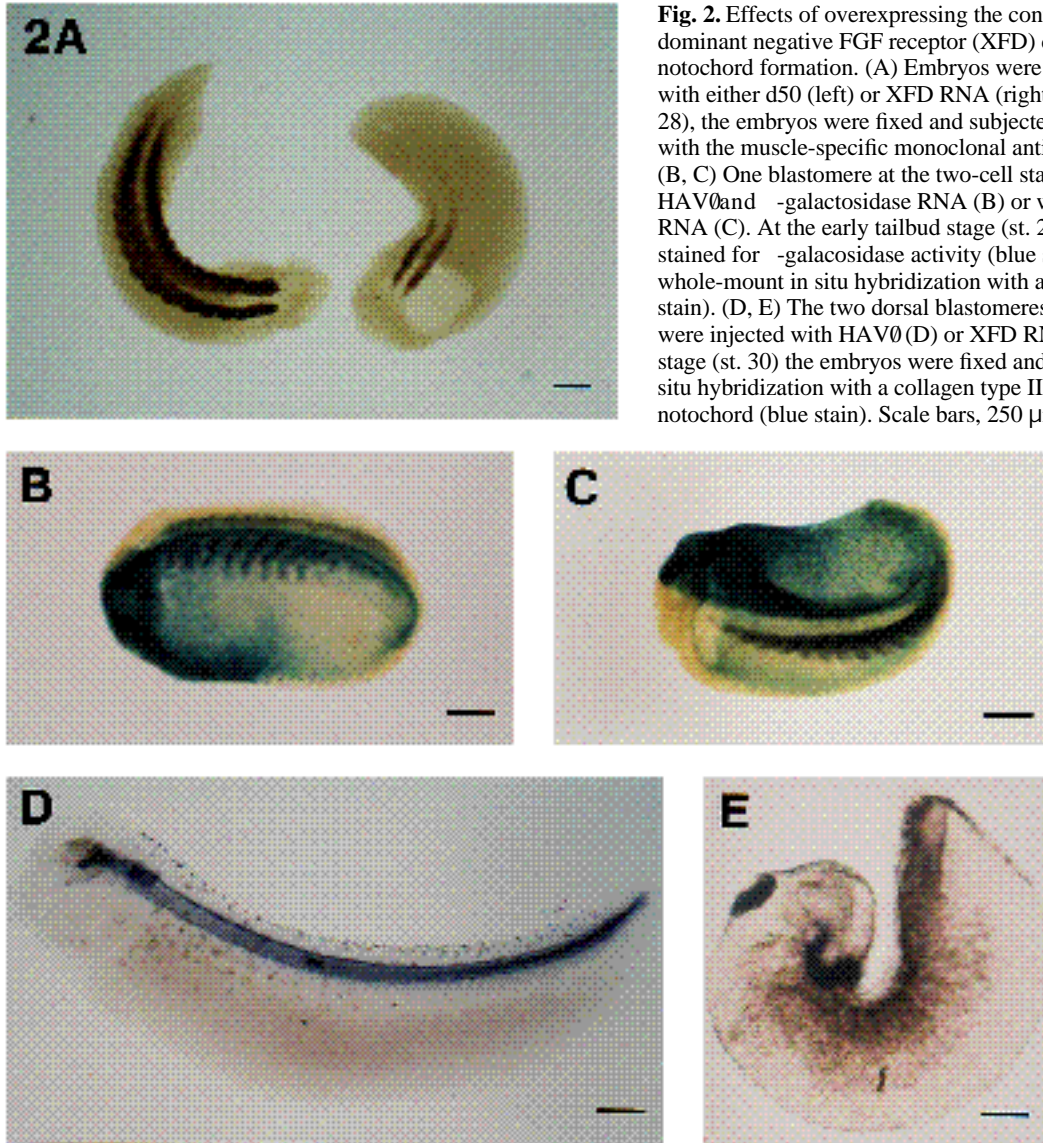 2A
Fig. 2. Effects of overexpressing the con
dominant negative FGF receptor (XFD)
notochord formation. (A) Embryos were
with either d50 (left) or XFD RNA (right
28), the embryos were fixed and subjecte
with the muscle-specific monoclonal anti
(B, C) One blastomere at the two-cell sta
HAVØand -galactosidase RNA (B) or w
RNA (C). At the early tailbud stage (st. 2
stained for -galacosidase activity (blue
whole-mount in situ hybridization with a
stain). (D, E) The two dorsal blastomeres
were injected with HAVØ (D) or XFD RN
stage (st. 30) the embryos were fixed and
situ hybridization with a collagen type II
notochord (blue stain). Scale bars, 250 µ
B
C
D
E